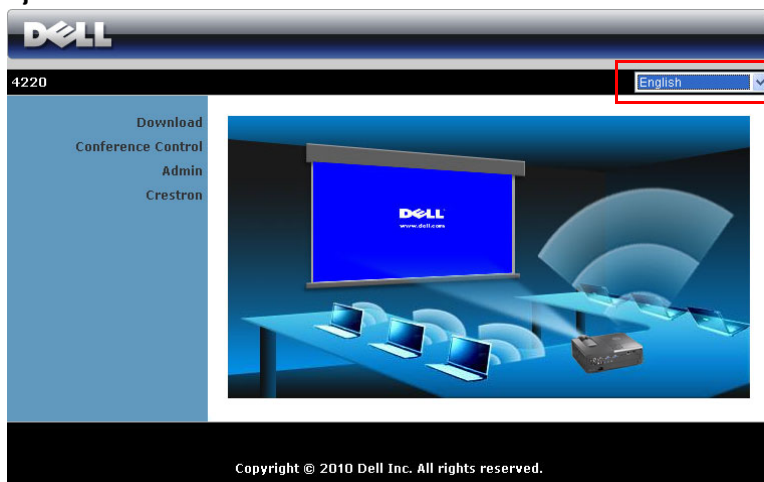 DELL
4220
English
Download
Conference Control
Admin
Crestron
DELL
www.dell.com
Copyright © 2010 Dell Inc. All rights reserved.